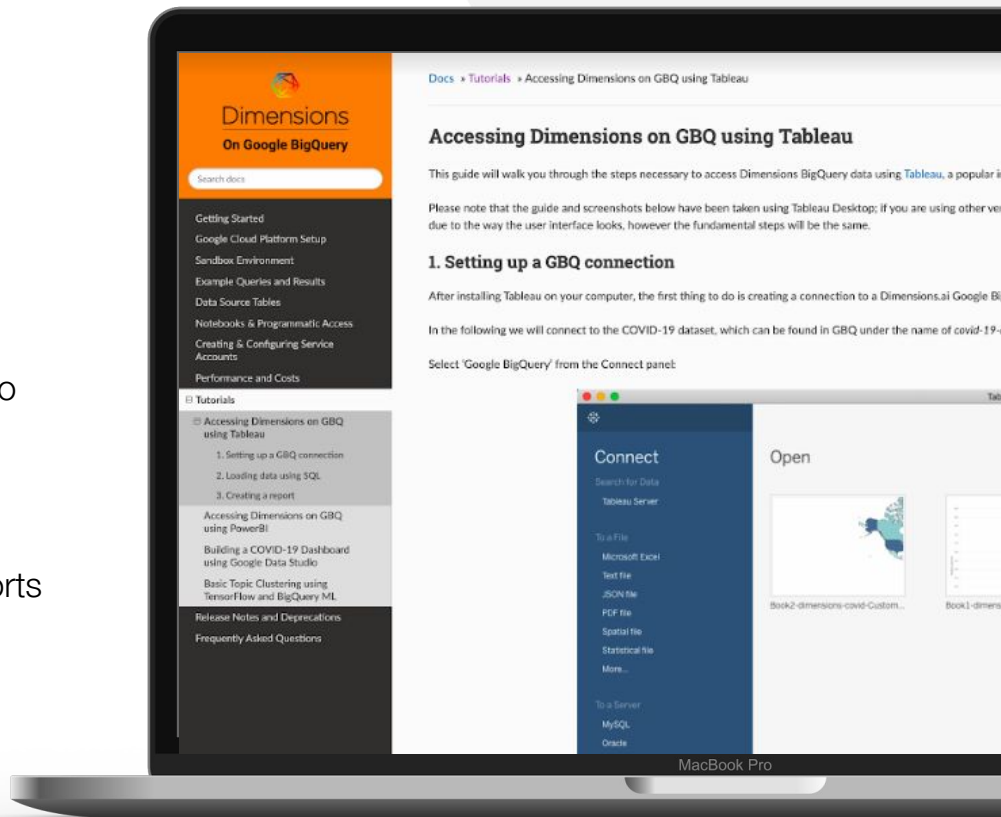 o
orts
Dimensions
On Google BigQuery
Search docs
Getting Started
Google Cloud Platform Setup
Sandbox Environment
Example Queries and Results
Data Source Tables
Notebooks & Programmatic Access
Creating & Configuring Service
Accounts
Performance and Costs
Tutorials
Accessing Dimensions on GBQ
using Tableau
1. Setting up a GBQ connection
2. Loading data using SQL
3. Creating a report
Accessing Dimensions on GBQ
using PowerBI
Building a COVID-19 Dashboard
using Google Data Studio
Basic Topic Clustering using
TensorFlow and BigQuery ML
Release Notes and Deprecations
Frequently Asked Questions
Docs » Tutorials » Accessing Dimensions on GBQ using Tableau
Accessing Dimensions on GBQ using Tableau
This guide will walk you through the steps necessary to access Dimensions BigQuery data using Tableau, a popular i
Please note that the guide and screenshots below have been taken using Tableau Desktop; if you are using other ver
due to the way the user interface looks, however the fundamental steps will be the same.
1. Setting up a GBQ connection
After installing Tableau on your computer, the first thing to do is creating a connection to a Dimensions.ai Google Bi
In the following we will connect to the COVID-19 dataset, which can be found in GBQ under the name of covid-19-
Select 'Google BigQuery' from the Connect panel:
Tab
Connect
Search for Data
Tableau Server
To a File
Microsoft Excel
Text file
JSON file
PDF file
Spatial file
Statistical file
More...
To a Server
MySQL
Oracle
Open
Book2-dimensions-covid-Custom...
Book1-dimens
MacBook Pro